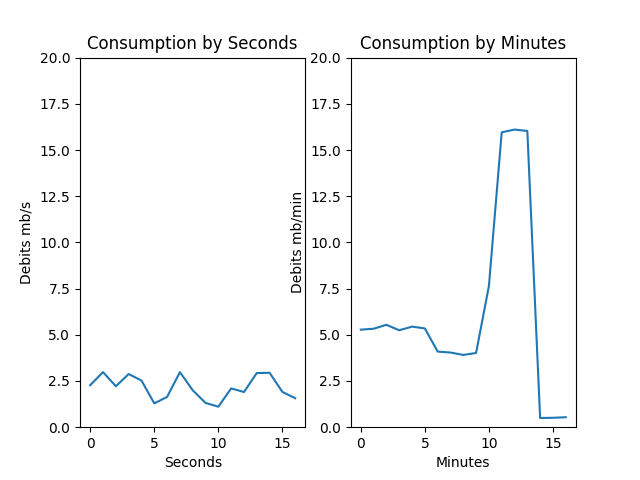 Consumption by Seconds
20.0
17.5
15.0
12.5
10.0
7.5
5.0
2.5
0.0
Debits mb/s
0 5 10 15
Seconds
Consumption by Minutes
20.0
17.5
15.0
12.5
10.0
7.5
5.0
2.5
0.0
Debits mb/min
0 5 10 15
Minutes